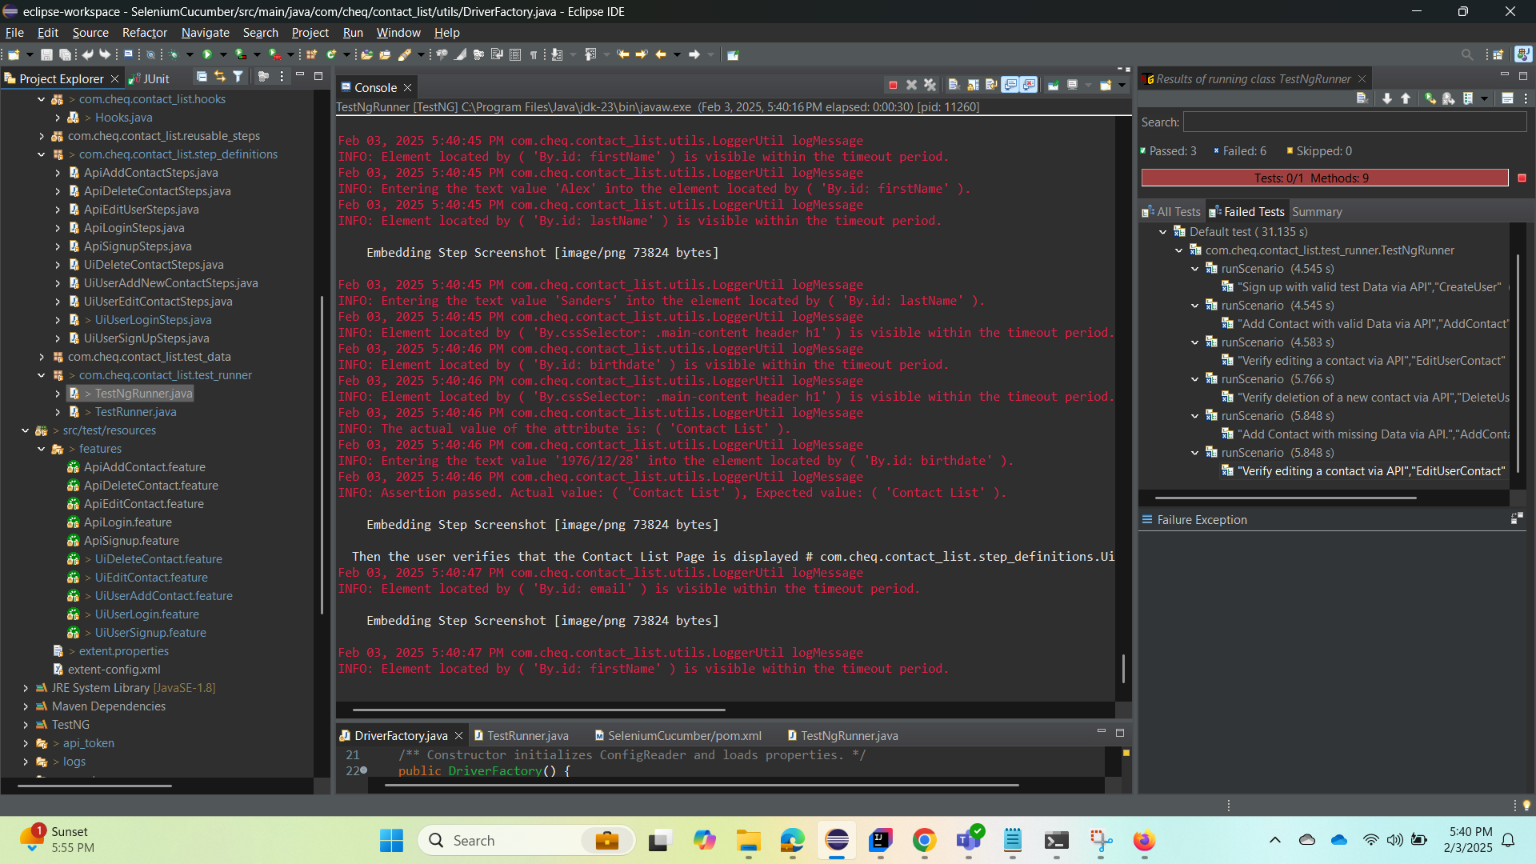 eclipse-workspace - SeleniumCucumber/src/main/java/com/cheq/contact_list/utils/DriverFactory.java - Eclipse IDE
File Edit Source Refactor Navigate Search Project Run Window Help
Project Explorer JUnit
> com.cheq.contact_list.hooks
> Hooks.java
com.cheq.contact_list.reusable_steps
> com.cheq.contact_list.step_definitions
ApiAddContactSteps.java
ApiDeleteContactSteps.java
ApiEditUserSteps.java
ApiLoginSteps.java
ApiSignupSteps.java
UiDeleteContactSteps.java
UiUserAddNewContactSteps.java
UiUserEditContactSteps.java
> UiUserLoginSteps.java
UiUserSignUpSteps.java
com.cheq.contact_list.test_data
> com.cheq.contact_list.test_runner
> TestNgRunner.java
> TestRunner.java
> src/test/resources
> features
ApiAddContact.feature
ApiDeleteContact.feature
ApiEditContact.feature
ApiLogin.feature
ApiSignup.feature
> UiDeleteContact.feature
> UiEditContact.feature
> UiUserAddContact.feature
> UiUserLogin.feature
> UiUserSignup.feature
> extent.properties
extent-config.xml
JRE System Library [JavaSE-1.8]
Maven Dependencies
TestNG
> api_token
> logs
Console
TestNgRunner [TestNG] C:\Program Files\Java\jdk-23\bin\javaw.exe (Feb 3, 2025, 5:40:16 PM elapsed: 0:00:30) [pid: 11260]
Feb 03, 2025 5:40:45 PM com.cheq.contact_list.utils.LoggerUtil logMessage
INFO: Element located by ( 'By.id: firstName' ) is visible within the timeout period.
Feb 03, 2025 5:40:45 PM com.cheq.contact_list.utils.LoggerUtil logMessage
INFO: Entering the text value 'Alex' into the element located by ( 'By.id: firstName' ).
Feb 03, 2025 5:40:45 PM com.cheq.contact_list.utils.LoggerUtil logMessage
INFO: Element located by ( 'By.id: lastName' ) is visible within the timeout period.
Embedding Step Screenshot [image/png 73824 bytes]
Feb 03, 2025 5:40:45 PM com.cheq.contact_list.utils.LoggerUtil logMessage
INFO: Entering the text value 'Sanders' into the element located by ( 'By.id: lastName' ).
Feb 03, 2025 5:40:45 PM com.cheq.contact_list.utils.LoggerUtil logMessage
INFO: Element located by ( 'By.cssSelector: .main-content header h1' ) is visible within the timeout period.
Feb 03, 2025 5:40:46 PM com.cheq.contact_list.utils.LoggerUtil logMessage
INFO: Element located by ( 'By.id: birthdate' ) is visible within the timeout period.
Feb 03, 2025 5:40:46 PM com.cheq.contact_list.utils.LoggerUtil logMessage
INFO: Element located by ( 'By.cssSelector: .main-content header h1' ) is visible within the timeout period.
Feb 03, 2025 5:40:46 PM com.cheq.contact_list.utils.LoggerUtil logMessage
INFO: The actual value of the attribute is: ( 'Contact List' ).
Feb 03, 2025 5:40:46 PM com.cheq.contact_list.utils.LoggerUtil logMessage
INFO: Entering the text value '1976/12/28' into the element located by ( 'By.id: birthdate' ).
Feb 03, 2025 5:40:46 PM com.cheq.contact_list.utils.LoggerUtil logMessage
INFO: Assertion passed. Actual value: ( 'Contact List' ), Expected value: ( 'Contact List' ).
Embedding Step Screenshot [image/png 73824 bytes]
Then the user verifies that the Contact List Page is displayed # com.cheq.contact_list.step_definitions.Ui
Feb 03, 2025 5:40:47 PM com.cheq.contact_list.utils.LoggerUtil logMessage
INFO: Element located by ( 'By.id: email' ) is visible within the timeout period.
Embedding Step Screenshot [image/png 73824 bytes]
Feb 03, 2025 5:40:47 PM com.cheq.contact_list.utils.LoggerUtil logMessage
INFO: Element located by ( 'By.id: firstName' ) is visible within the timeout period.
DriverFactory.java TestRunner.java SeleniumCucumber/pom.xml TestNgRunner.java
21 /** Constructor initializes ConfigReader and loads properties. */
22 public DriverFactory() {
Results of running class TestNgRunner
Search:
Passed: 3 Failed: 6 Skipped: 0
Tests: 0/1 Methods: 9
All Tests Failed Tests Summary
Default test ( 31.135 s)
com.cheq.contact_list.test_runner.TestNgRunner
runScenario (4.545 s)
"Sign up with valid test Data via API","CreateUser"
runScenario (4.545 s)
"Add Contact with valid Data via API","AddContact"
runScenario (4.583 s)
"Verify editing a contact via API","EditUserContact"
runScenario (5.766 s)
"Verify deletion of a new contact via API","DeleteUs
runScenario (5.848 s)
"Add Contact with missing Data via API.","AddConta
runScenario (5.848 s)
"Verify editing a contact via API","EditUserContact"
Failure Exception
1
Sunset
5:55 PM
Search
5:40 PM
2/3/2025